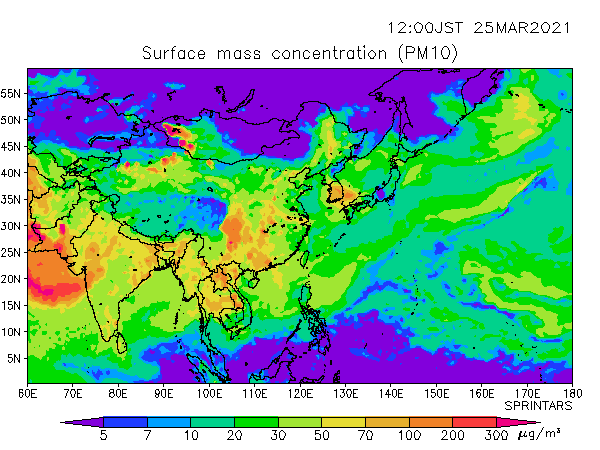 12:00JST 25MAR2021
Surface mass concentration (PM10)
55N
50N
45N
40N
35N
30N
25N
20N
15N
10N
5N
60E 70E 80E 90E 100E 110E 120E 130E 140E 150E 160E 170E 180
SPRINTARS
5 7 10 20 30 50 70 100 200 300 μg/m³